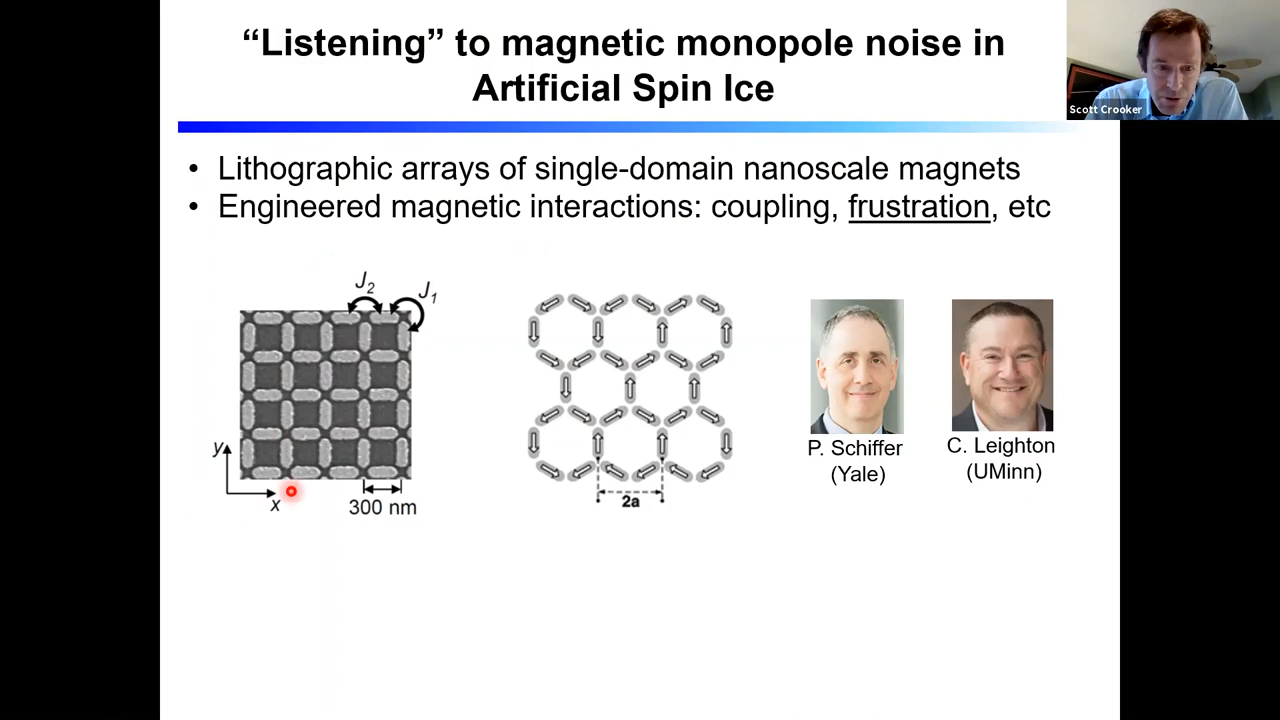 “Listening” to magnetic monopole noise in
Artificial Spin Ice
Scott Crooker
• Lithographic arrays of single-domain nanoscale magnets
• Engineered magnetic interactions: coupling, frustration, etc
J2
J1
y
x
300 nm
2a
P. Schiffer
(Yale)
C. Leighton
(UMinn)